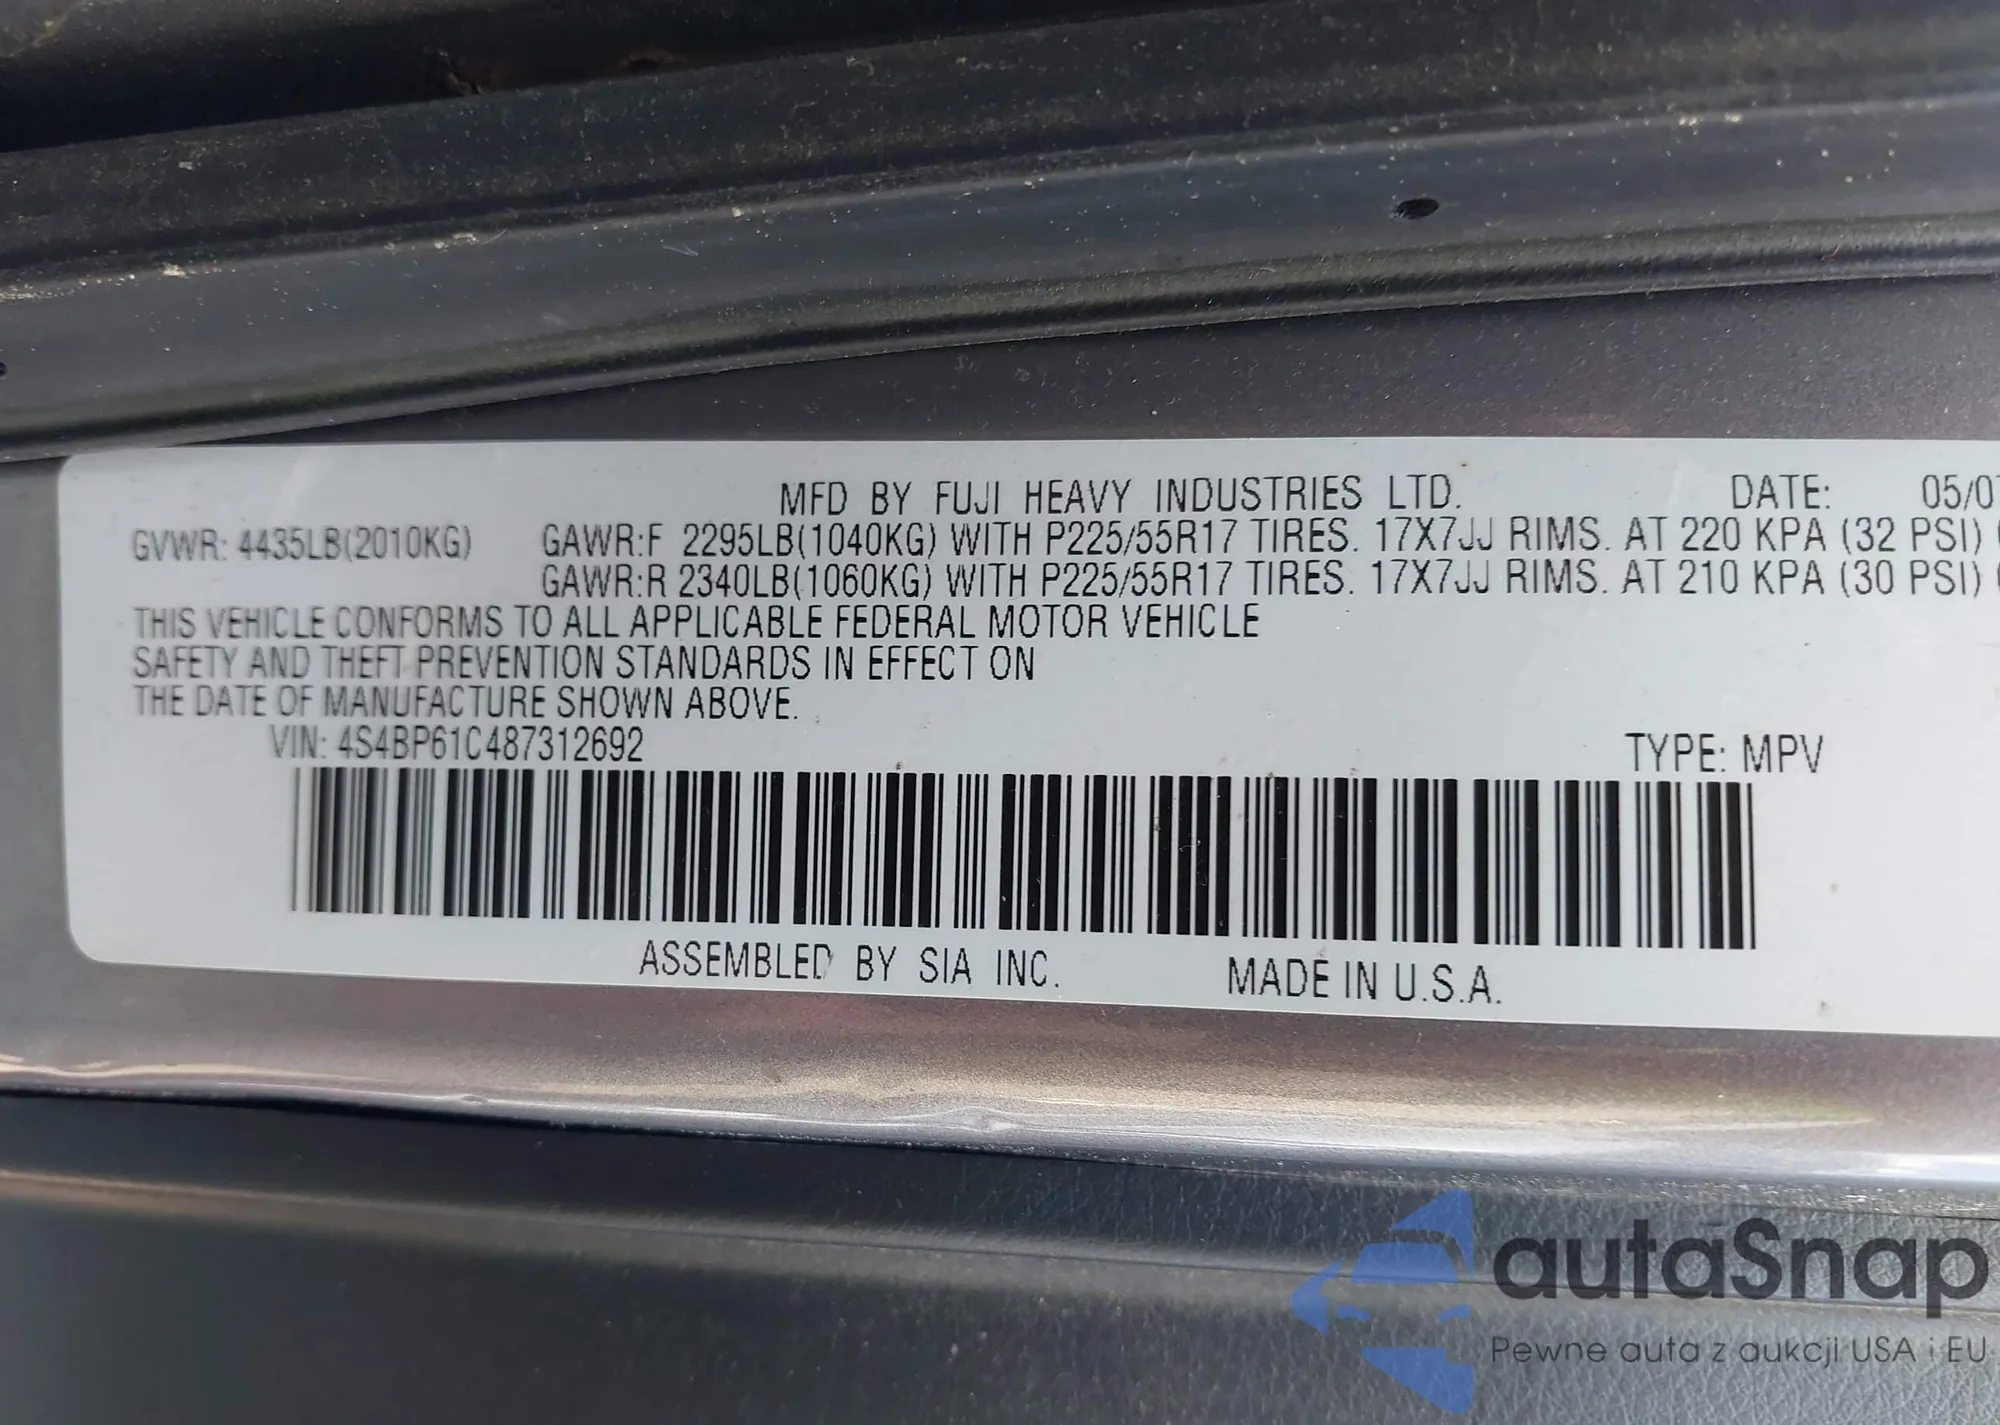 MFD BY FUJI HEAVY INDUSTRIES LTD. DATE: 05/07
GVWR: 4435LB(2010KG) GAWR:F 2295LB(1040KG) WITH P225/55R17 TIRES. 17X7JJ RIMS. AT 220 KPA (32 PSI) (
GAWR:R 2340LB(1060KG) WITH P225/55R17 TIRES. 17X7JJ RIMS. AT 210 KPA (30 PSI) (
THIS VEHICLE CONFORMS TO ALL APPLICABLE FEDERAL MOTOR VEHICLE
SAFETY AND THEFT PREVENTION STANDARDS IN EFFECT ON
THE DATE OF MANUFACTURE SHOWN ABOVE.
VIN: 4S4BP61C487312692 TYPE: MPV
ASSEMBLED BY SIA INC. MADE IN U.S.A.
autaSnap
Pewne auta z aukcji USA i EU